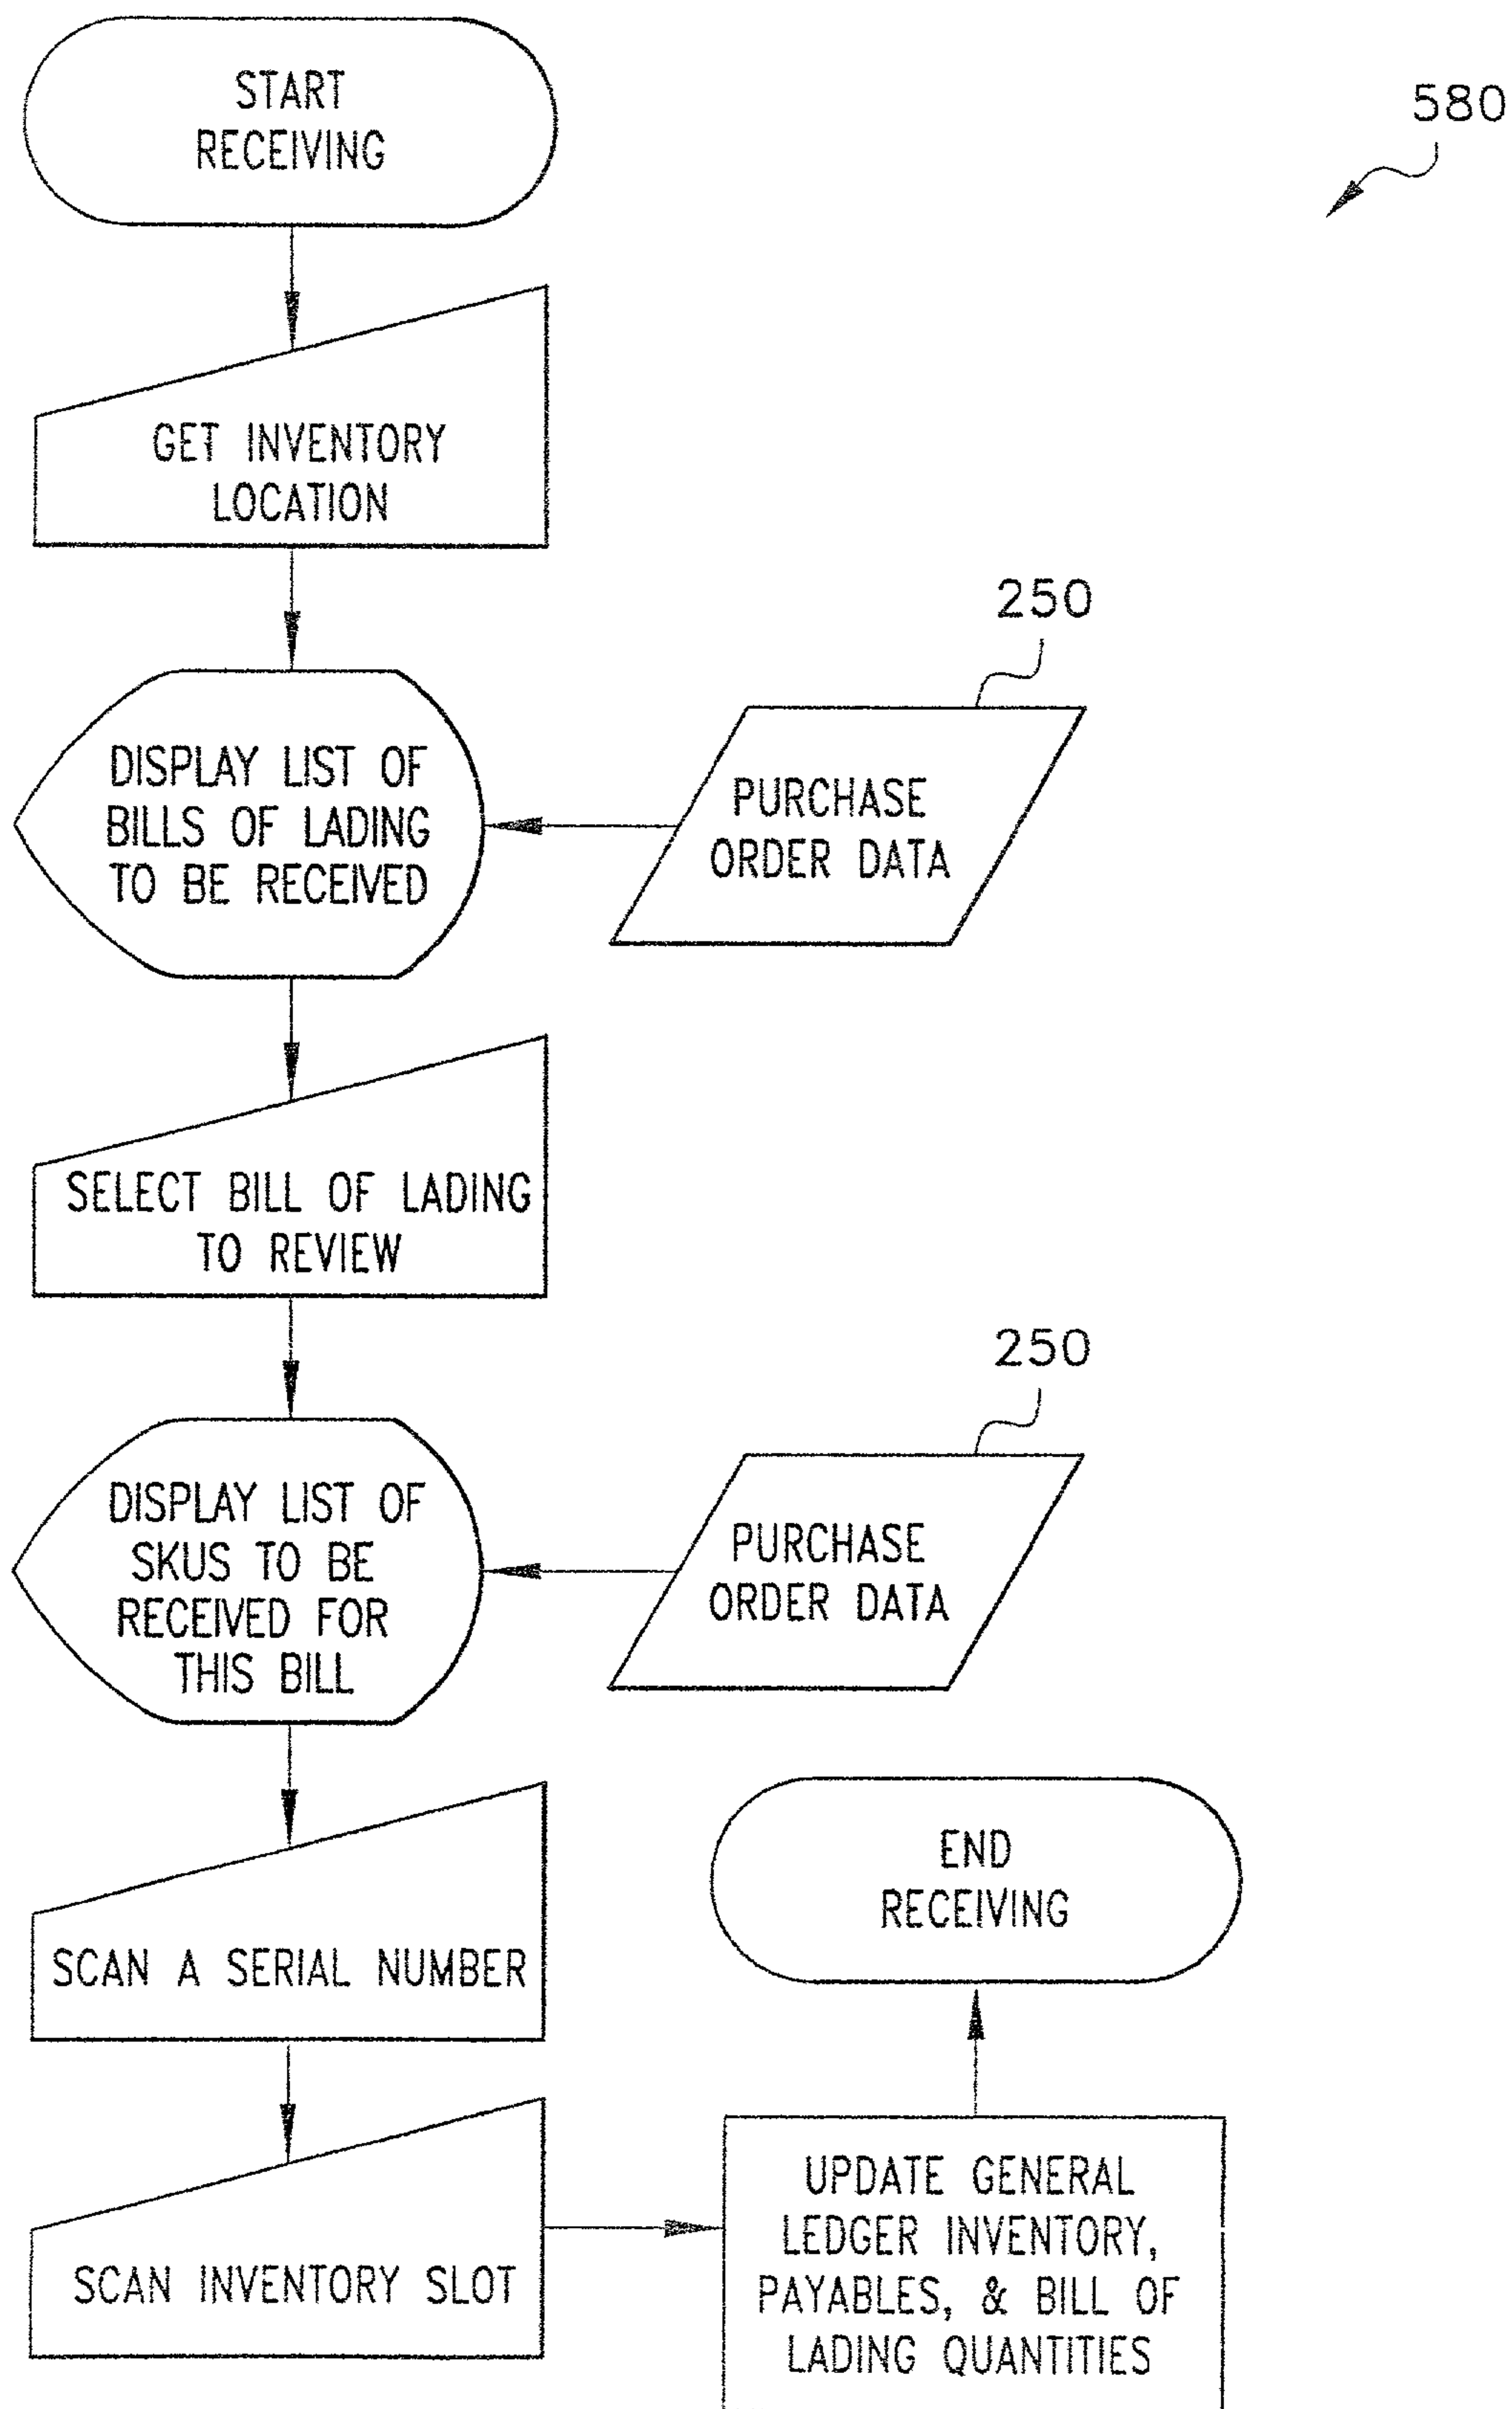 START
RECEIVING
580
GET INVENTORY
LOCATION
250
DISPLAY LIST OF
BILLS OF LADING
TO BE RECEIVED
PURCHASE
ORDER DATA
SELECT BILL OF LADING
TO REVIEW
250
DISPLAY LIST OF
SKUS TO BE
RECEIVED FOR
THIS BILL
PURCHASE
ORDER DATA
SCAN A SERIAL NUMBER
SCAN INVENTORY SLOT
UPDATE GENERAL
LEDGER INVENTORY,
PAYABLES, & BILL OF
LADING QUANTITIES
END
RECEIVING